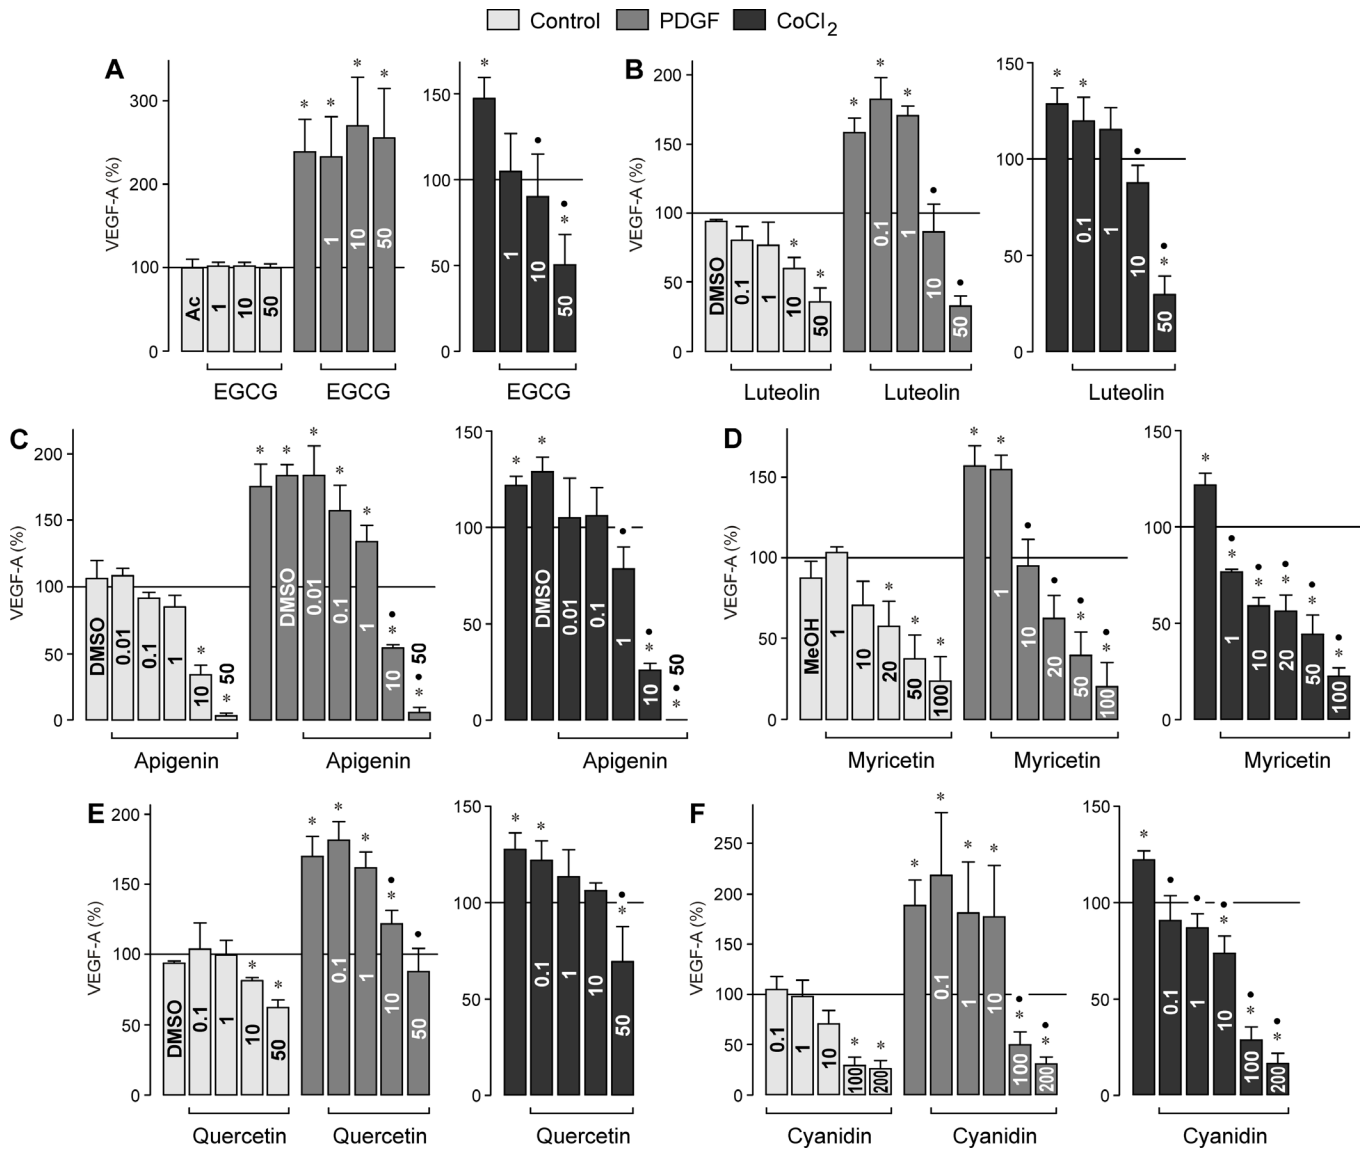 Control PDGF CoCl2
A
VEGF-A (%)
300
200
100
0
Ac 1 10 50
1 10 50
EGCG EGCG
150
100
50
0
1 10 50
EGCG
B
VEGF-A (%)
200
150
100
50
0
DMSO 0.1 1 10 50
0.1 1 10 50
Luteolin Luteolin
150
100
50
0
0.1 1 10 50
Luteolin
C
VEGF-A (%)
200
150
100
50
0
DMSO 0.01 0.1 1 10 50
DMSO 0.01 0.1 1 10 50
Apigenin Apigenin
150
100
50
0
DMSO 0.01 0.1 1 10 50
Apigenin
D
VEGF-A (%)
150
100
50
0
MeOH 1 10 20 50 100
1 10 20 50 100
Myricetin Myricetin
150
100
50
0
1 10 20 50 100
Myricetin
E
VEGF-A (%)
200
150
100
50
0
DMSO 0.1 1 10 50
0.1 1 10 50
Quercetin Quercetin
150
100
50
0
0.1 1 10 50
Quercetin
F
VEGF-A (%)
250
200
150
100
50
0
0.1 1 10 100 200
0.1 1 10 100 200
Cyanidin Cyanidin
150
100
50
0
0.1 1 10 100 200
Cyanidin